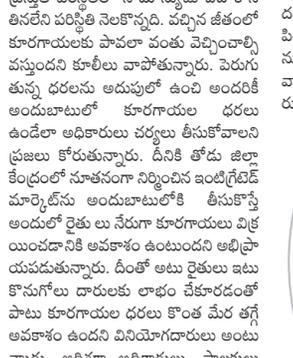 తినలేని పరిస్థితి నెలకొన్నది. వచ్చిన జీతంలో
కూరగాయలకు పావలా వంతు వెచ్చించాల్సి
వస్తుందని కూలీలు వాపోతున్నారు. పెరుగు
తున్న ధరలను అదుపులో ఉంచి అందరికీ
అందుబాటులో కూరగాయల ధరలు
ఉండేలా అధికారులు చర్యలు తీసుకోవాలని
ప్రజలు కోరుతున్నారు. దీనికి తోడు జిల్లా
కేంద్రంలో నూతనంగా నిర్మించిన ఇంటిగ్రేటెడ్
మార్కెట్‌ను అందుబాటులోకి తీసుకొస్తే
అందులో రైతు లు నేరుగా కూరగాయలు విక్ర
యించడానికి అవకాశం ఉంటుందని అభిప్రా
యపడుతున్నారు. దీంతో అటు రైతులు ఇటు
కొనుగోలు దారులకు లాభం చేకూరడంతో
పాటు కూరగాయల ధరలు కొంత మేర తగ్గే
అవకాశం ఉందని వినియోగదారులు అంటు